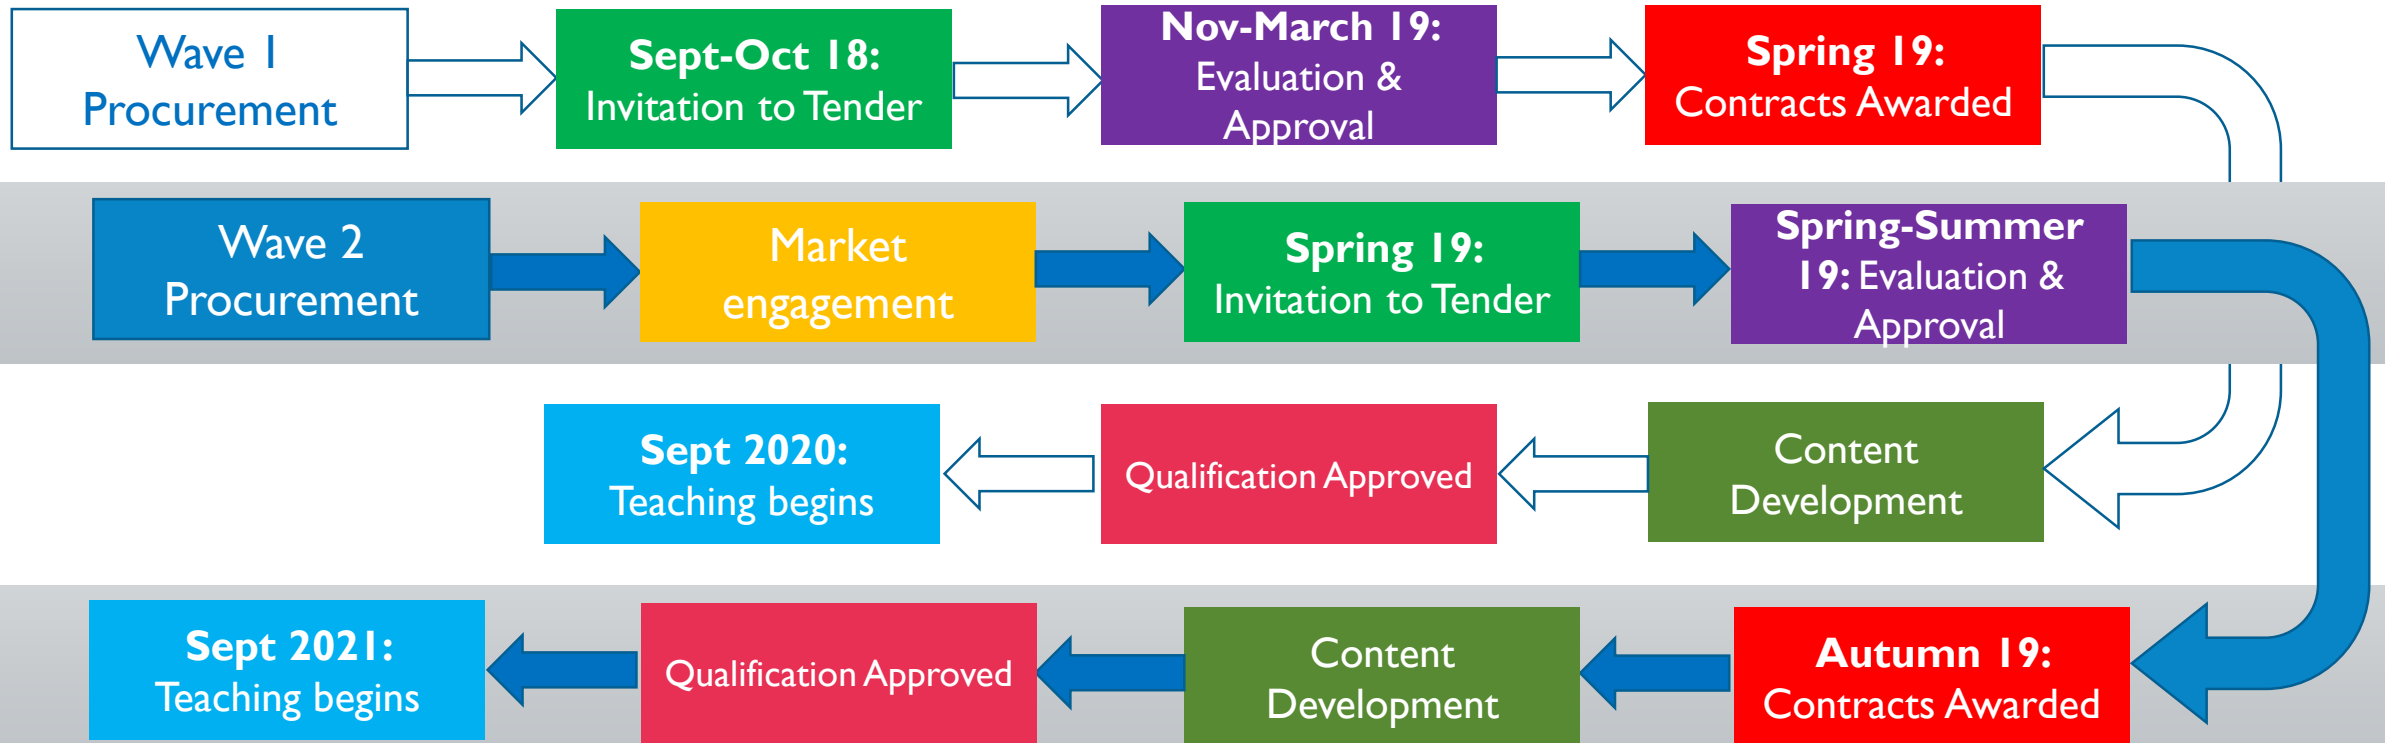 Wave 1
Procurement
Sept-Oct 18:
Invitation to Tender
Nov-March 19:
Evaluation &
Approval
Spring 19:
Contracts Awarded
Wave 2
Procurement
Market
engagement
Spring 19:
Invitation to Tender
Spring-Summer
19: Evaluation &
Approval
Sept 2020:
Teaching begins
Qualification Approved
Content
Development
Sept 2021:
Teaching begins
Qualification Approved
Content
Development
Autumn 19:
Contracts Awarded